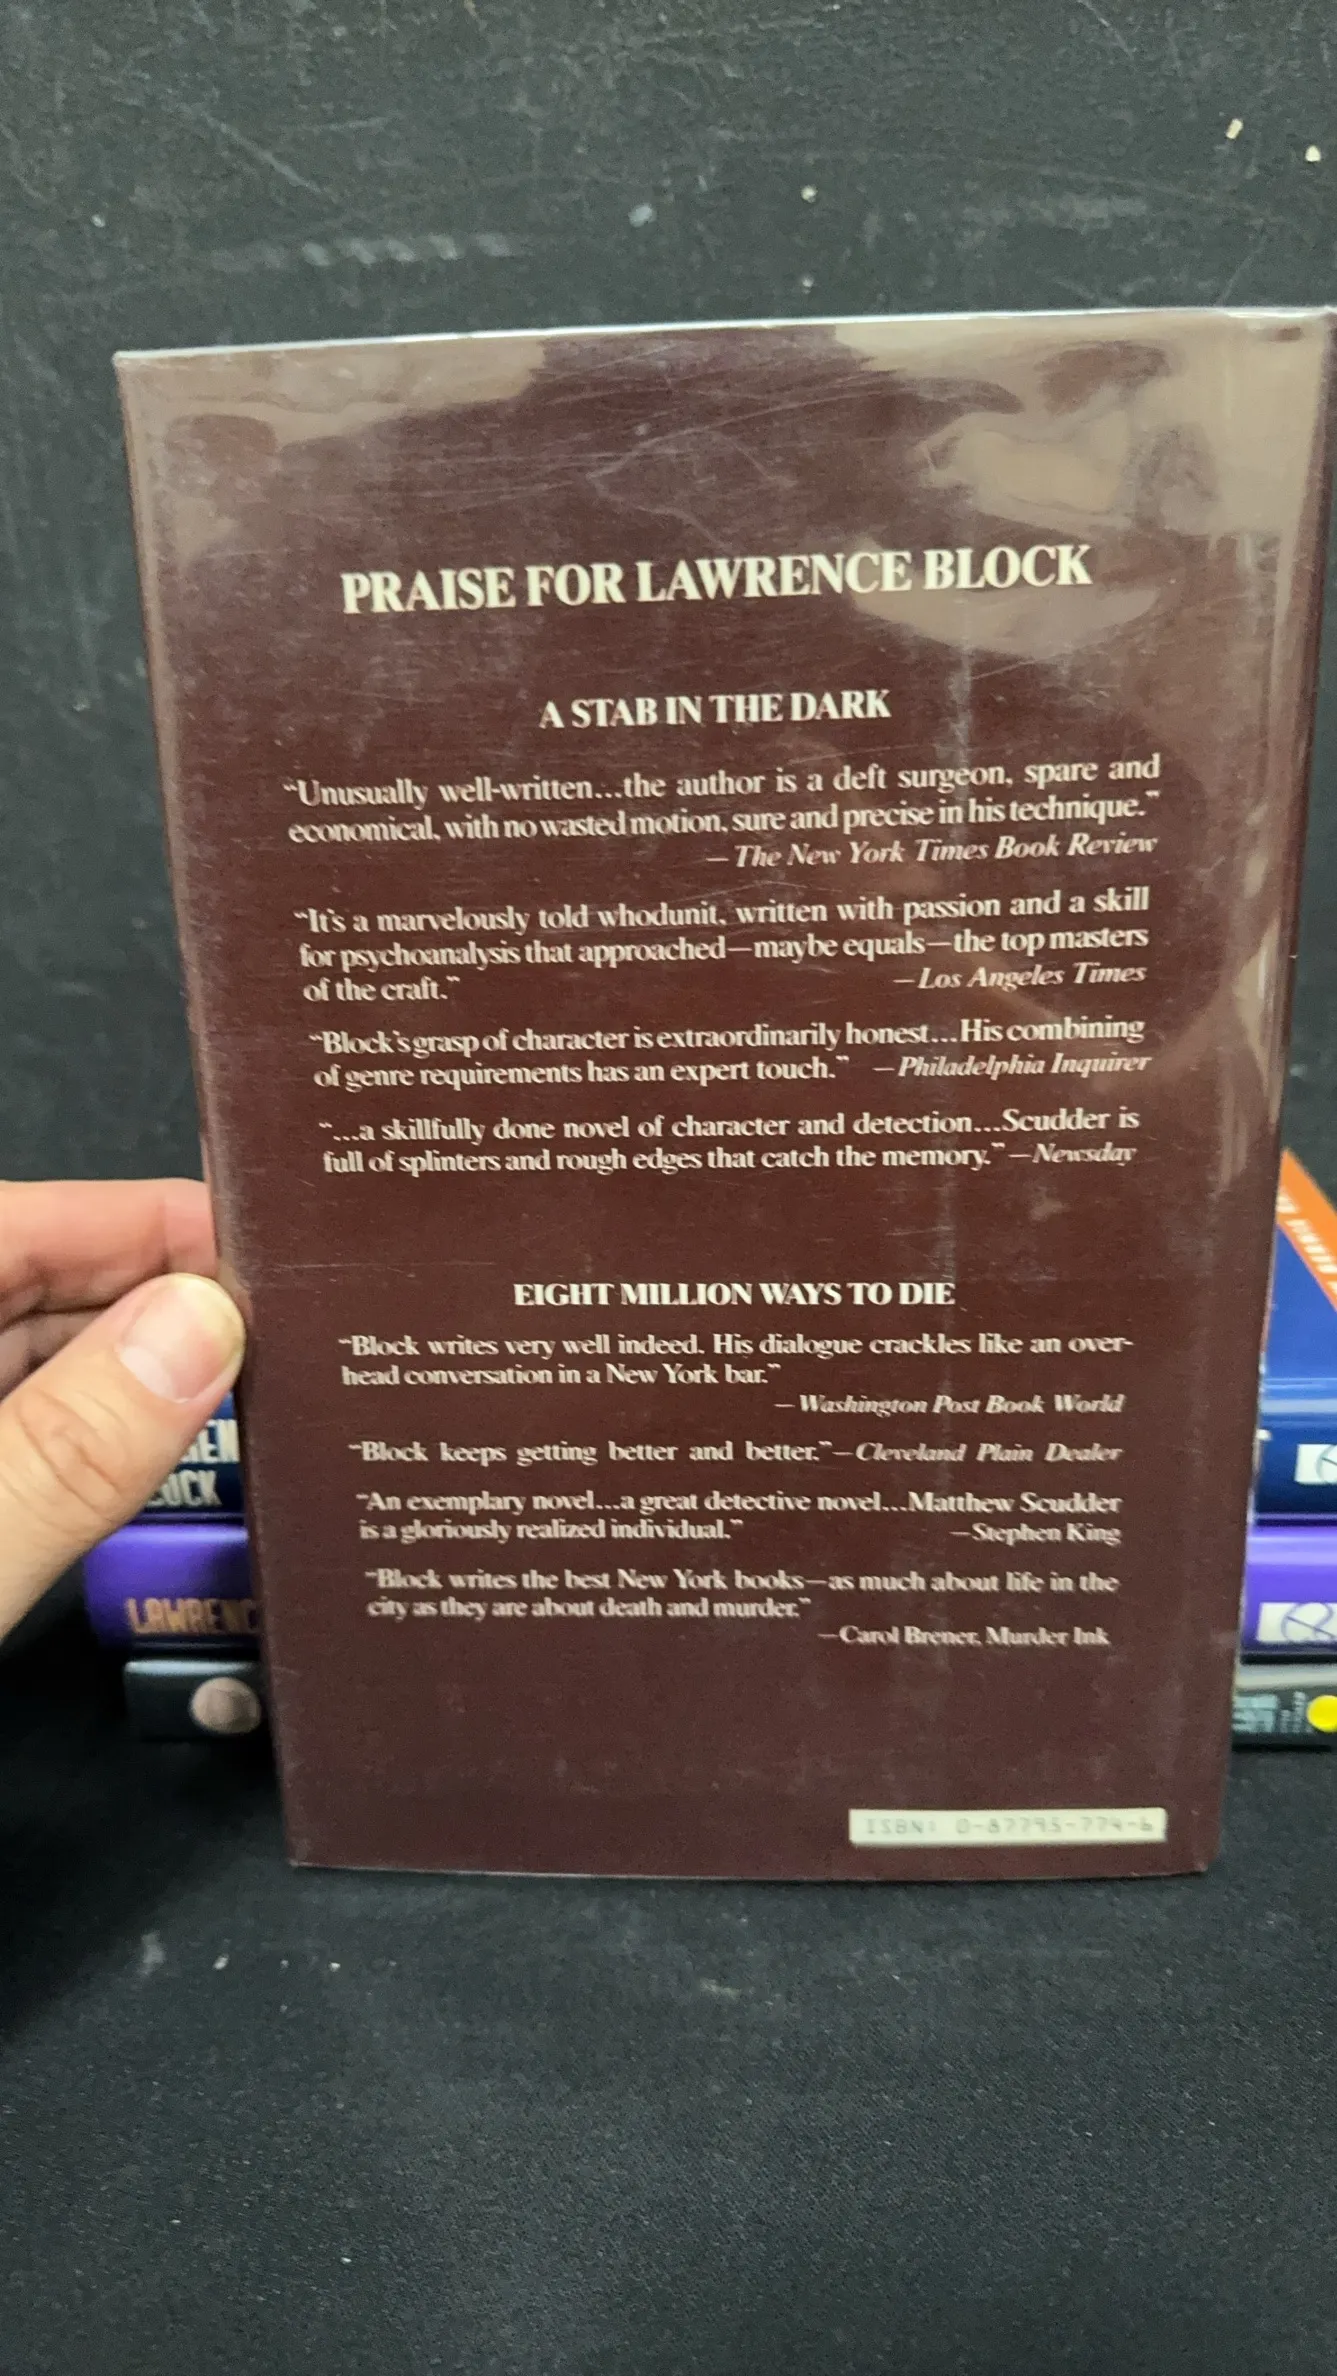 PRAISE FOR LAWRENCE BLOCK
A STAB IN THE DARK
“Unusually well-written...the author is a deft surgeon, spare and
economical, with no wasted motion, sure and precise in his technique.”
— The New York Times Book Review
“It's a marvelously told whodunit, written with passion and a skill
for psychoanalysis that approached—maybe equals—the top masters
of the craft.” —Los Angeles Times
“Block's grasp of character is extraordinarily honest...His combining
of genre requirements has an expert touch.” —Philadelphia Inquirer
“...a skillfully done novel of character and detection...Scudder is
full of splinters and rough edges that catch the memory.”—Newsday
EIGHT MILLION WAYS TO DIE
“Block writes very well indeed. His dialogue crackles like an over-
head conversation in a New York bar.”
— Washington Post Book World
“Block keeps getting better and better.”—Cleveland Plain Dealer
“An exemplary novel...a great detective novel...Matthew Scudder
is a gloriously realized individual.” —Stephen King
“Block writes the best New York books—as much about life in the
city as they are about death and murder.”
—Carol Brener, Murder Ink
ISBN: 0-87795-774-6
LAWRENC